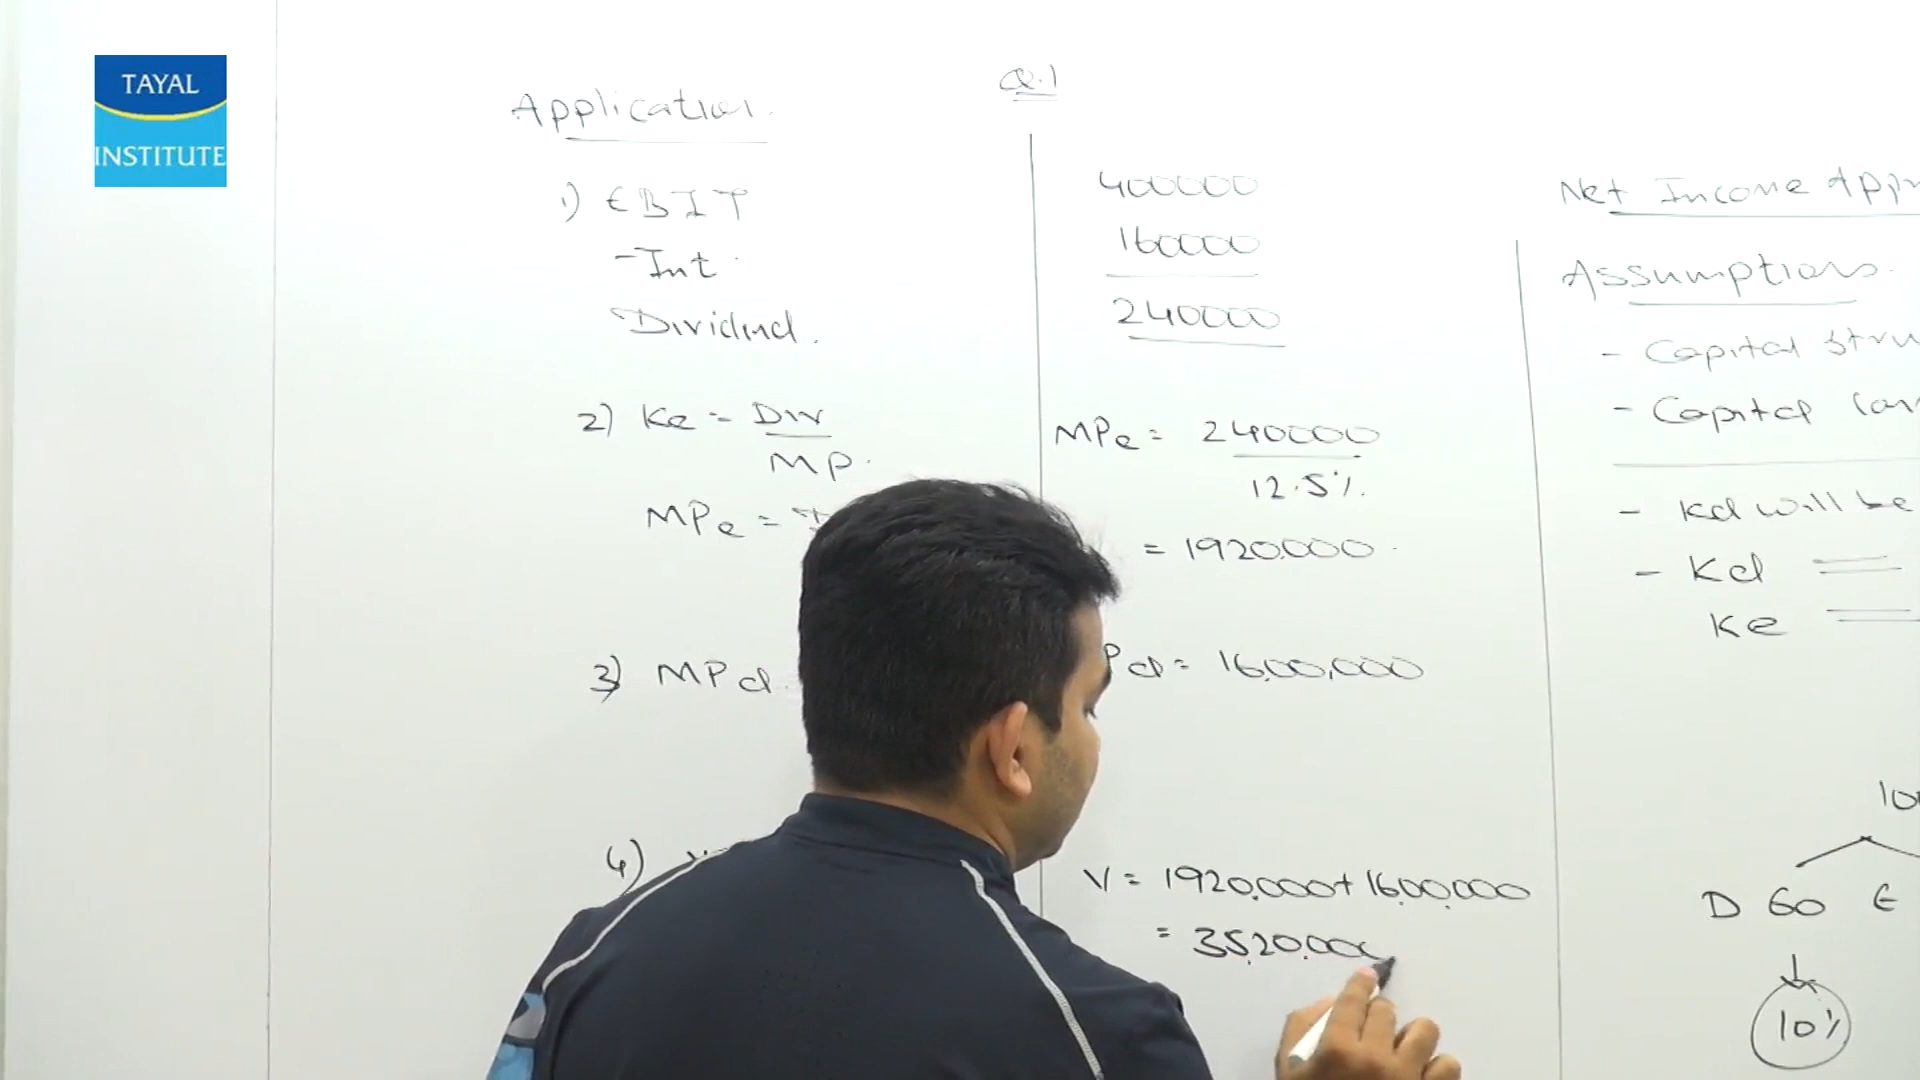 TAYAL
INSTITUTE
Application.
1) EBIT
- Int.
Dividend.
2) Ke = Div
MP.
MPe =
3) MPd
4)
Q.1
400000
160000
240000
MPe = 240000
12.5%.
= 1920,000.
Pd = 16,00,000
V = 1920,000 + 16,00,000
= 35,20,000
Net Income
Assumptions.
- Capital
- Capital
- Kd will be
- Kd =
Ke =
D 60 E
10%